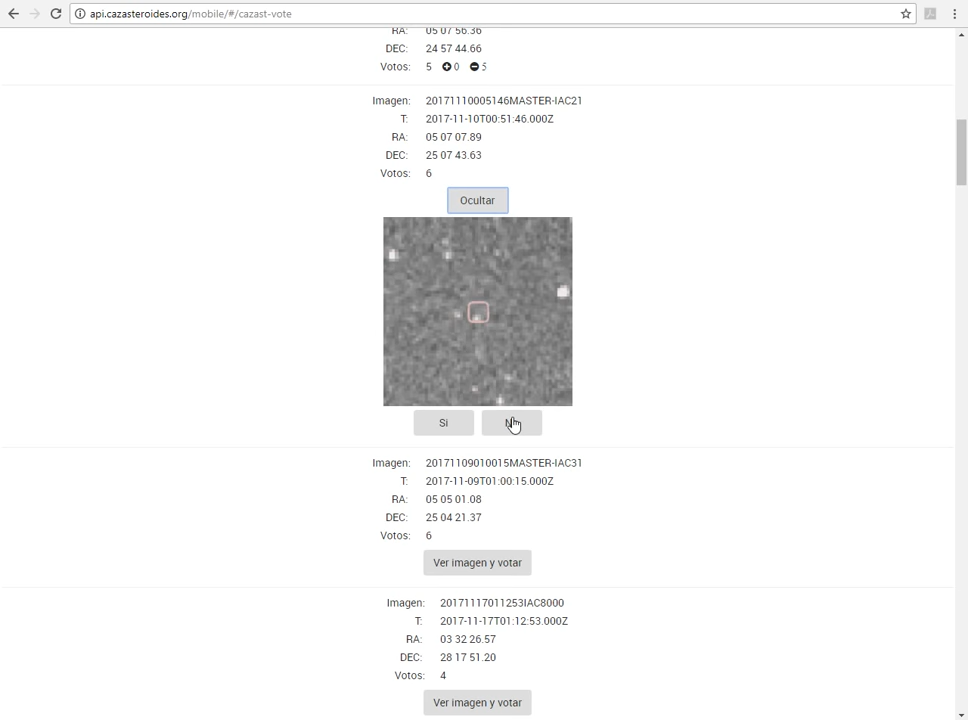 api.cazasteroides.org/mobile/#/cazast-vote
RA: 05 07 56.36
DEC: 24 57 44.66
Votos: 5 0 5
Imagen: 20171110005146MASTER-IAC21
T: 2017-11-10T00:51:46.000Z
RA: 05 07 07.89
DEC: 25 07 43.63
Votos: 6
Ocultar
Si
Imagen: 20171109010015MASTER-IAC31
T: 2017-11-09T01:00:15.000Z
RA: 05 05 01.08
DEC: 25 04 21.37
Votos: 6
Ver imagen y votar
Imagen: 20171117011253IAC8000
T: 2017-11-17T01:12:53.000Z
RA: 03 32 26.57
DEC: 28 17 51.20
Votos: 4
Ver imagen y votar